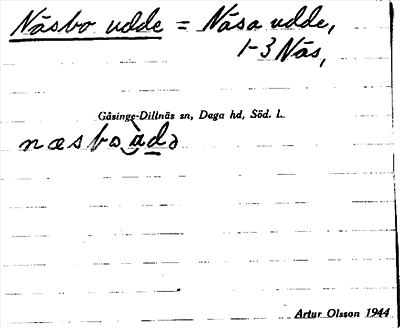 Näsbo udde = Näsa udde,
1-3 Näs,
Gåsinge-Dillnäs sn, Daga hd, Söd. l.
Artur Olsson 1944